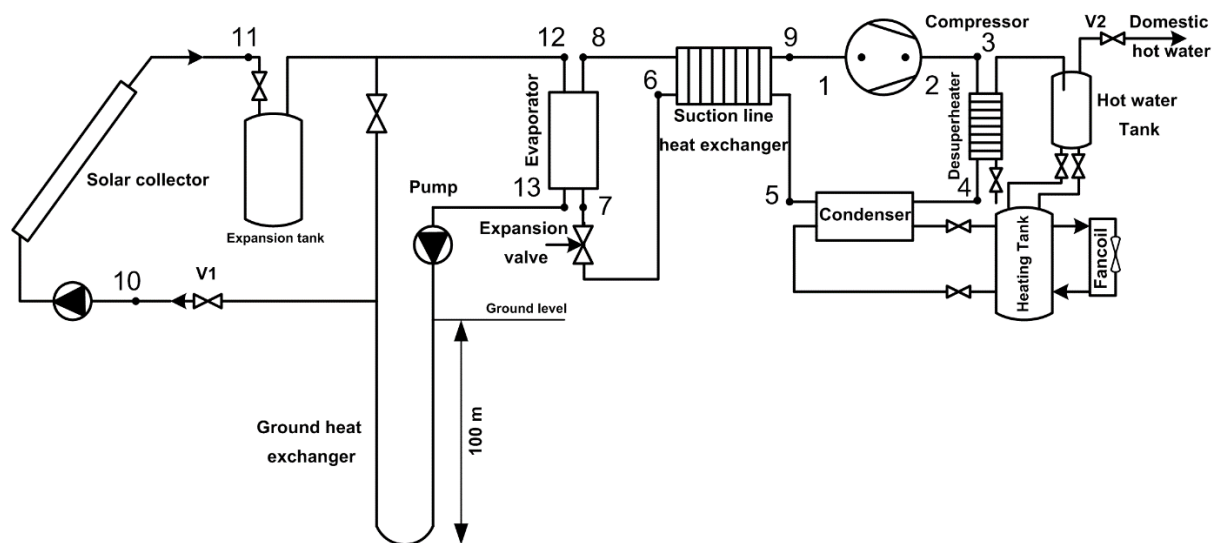 Compressor
V2
Domestic
hot water
11
12
8
9
3
6
1
2
Suction line
heat exchanger
Desuperheater
Hot water
Tank
Evaporator
Solar collector
Expansion tank
13
7
Pump
Expansion
valve
5
4
Condenser
Heating Tank
Fancoil
10
V1
Ground level
100 m
Ground heat
exchanger